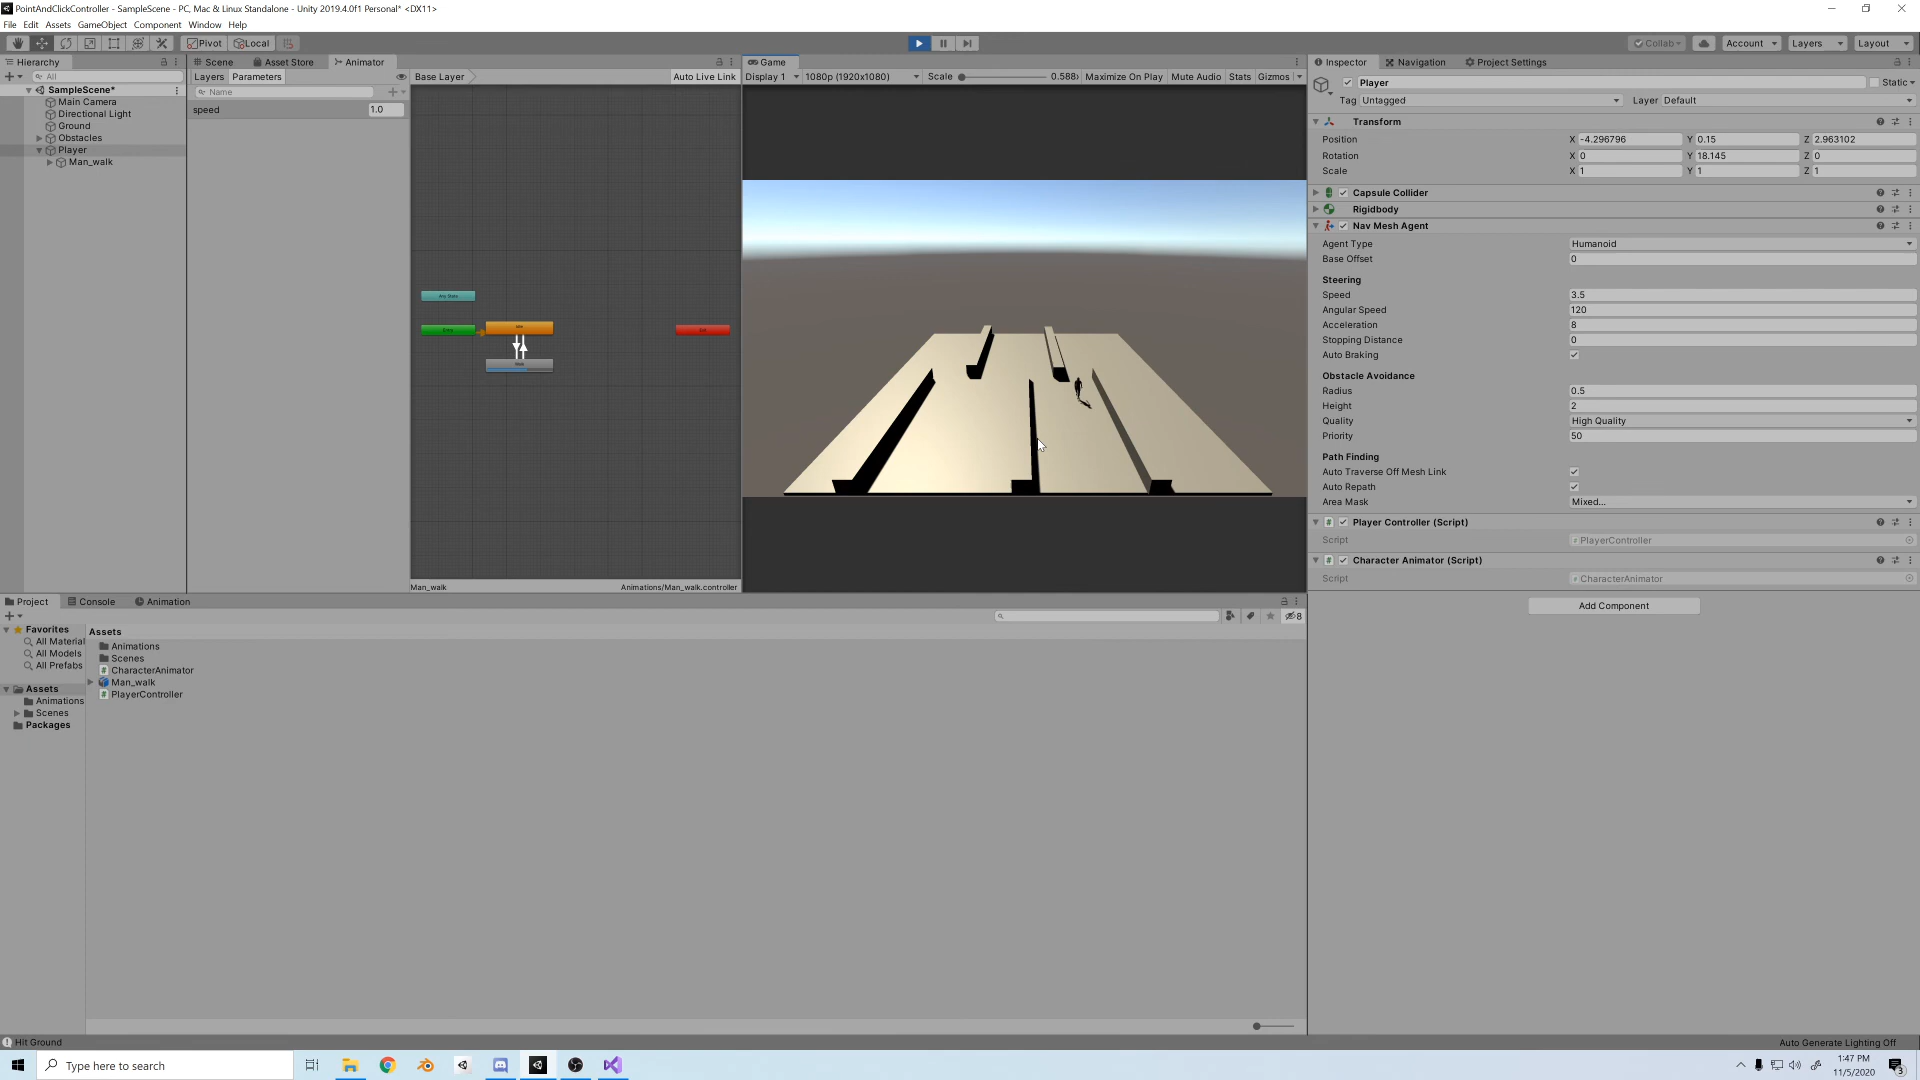 PointAndClickController - SampleScene - PC, Mac & Linux Standalone - Unity 2019.4.0f1 Personal* <DX11>
File Edit Assets GameObject Component Window Help
Pivot Local Collab Account Layers Layout
Hierarchy
All
SampleScene*
Main Camera
Directional Light
Ground
Obstacles
Player
Man_walk
Scene Asset Store Animator
Layers Parameters Base Layer Auto Live Link
Name
speed 1.0
Any State
Exit
Man_walk Animations/Man_walk.controller
Game
Display 1 1080p (1920x1080) Scale 0.588x Maximize On Play Mute Audio Stats Gizmos
Inspector Navigation Project Settings
Player Static
Tag Untagged Layer Default
Transform
Position X -4.296796 Y 0.15 Z 2.963102
Rotation X 0 Y 18.145 Z 0
Scale X 1 Y 1 Z 1
Capsule Collider
Rigidbody
Nav Mesh Agent
Agent Type Humanoid
Base Offset 0
Steering
Speed 3.5
Angular Speed 120
Acceleration 8
Stopping Distance 0
Auto Braking
Obstacle Avoidance
Radius 0.5
Height 2
Quality High Quality
Priority 50
Path Finding
Auto Traverse Off Mesh Link
Auto Repath
Area Mask Mixed...
Player Controller (Script)
Script PlayerController
Character Animator (Script)
Script CharacterAnimator
Add Component
Project Console Animation
8
Favorites
All Material
All Models
All Prefabs
Assets
Animations
Scenes
Packages
Assets
Animations
Scenes
CharacterAnimator
Man_walk
PlayerController
Hit Ground Auto Generate Lighting Off
Type here to search
1:47 PM
11/5/2020
3